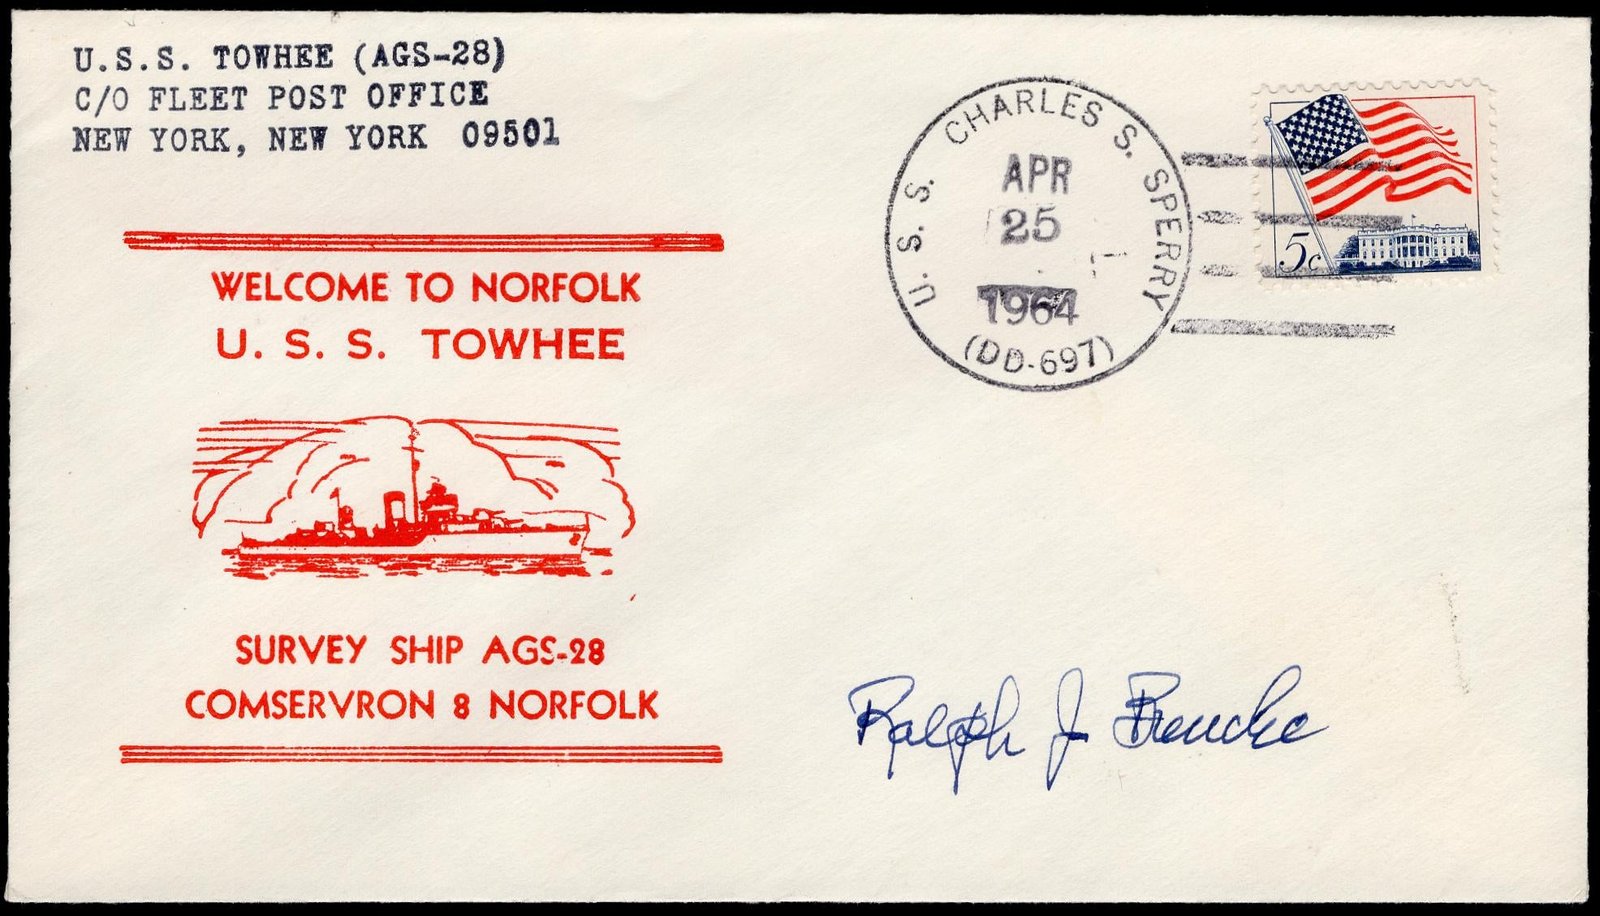 U.S.S. TOWHEE (AGS-28)
C/O FLEET POST OFFICE
NEW YORK, NEW YORK 09501
U. S. S. CHARLES S. SPERRY
APR
25
1964
(DD-697)
5c
WELCOME TO NORFOLK
U. S. S. TOWHEE
SURVEY SHIP AGS-28
COMSERVRON 8 NORFOLK
Ralph J